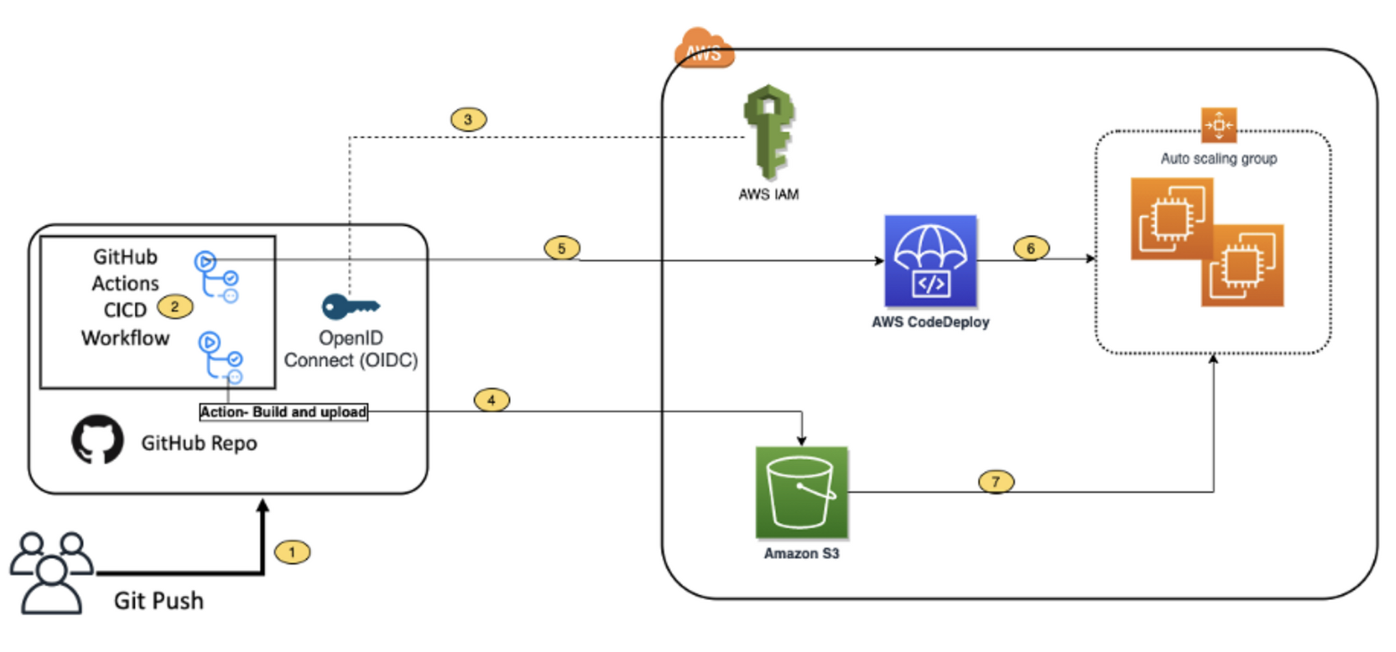 AWS
3
AWS IAM
Auto scaling group
GitHub
Actions
CICD
2
Workflow
OpenID
Connect (OIDC)
5
AWS CodeDeploy
6
Action- Build and upload
4
GitHub Repo
Amazon S3
7
1
Git Push